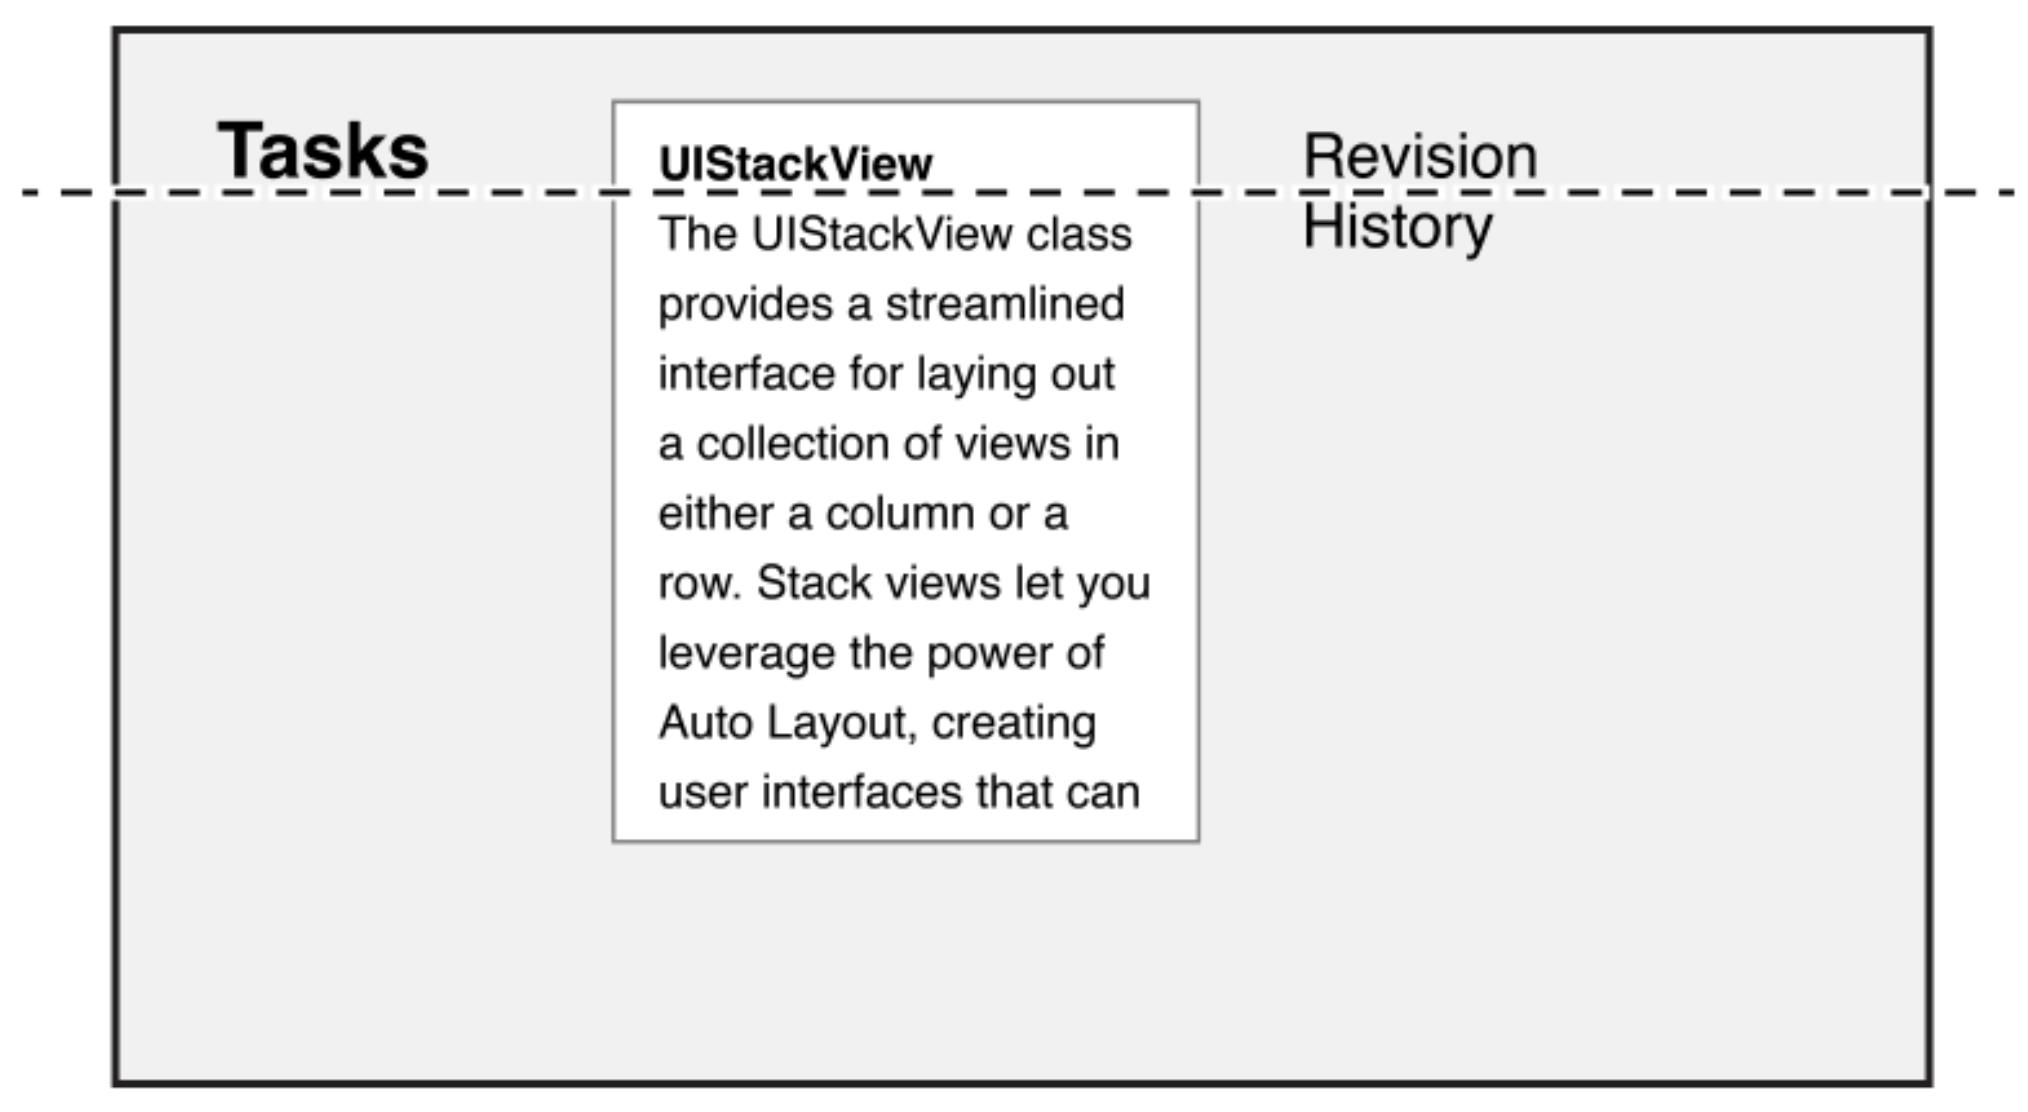 Tasks
UIStackView
The UIStackView class
provides a streamlined
interface for laying out
a collection of views in
either a column or a
row. Stack views let you
leverage the power of
Auto Layout, creating
user interfaces that can
Revision
History